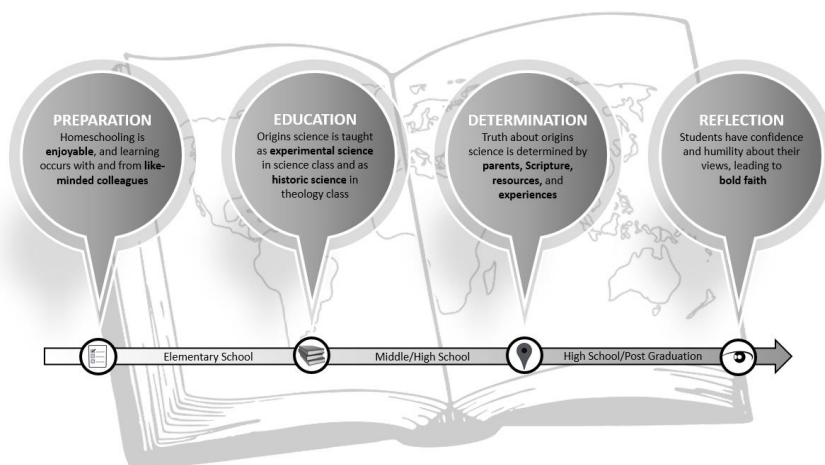 PREPARATION
Homeschooling is
enjoyable, and learning
occurs with and from like-
minded colleagues
EDUCATION
Origins science is taught
as experimental science
in science class and as
historic science in
theology class
DETERMINATION
Truth about origins
science is determined by
parents, Scripture,
resources, and
experiences
REFLECTION
Students have confidence
and humility about their
views, leading to
bold faith
Elementary School
Middle/High School
High School/Post Graduation